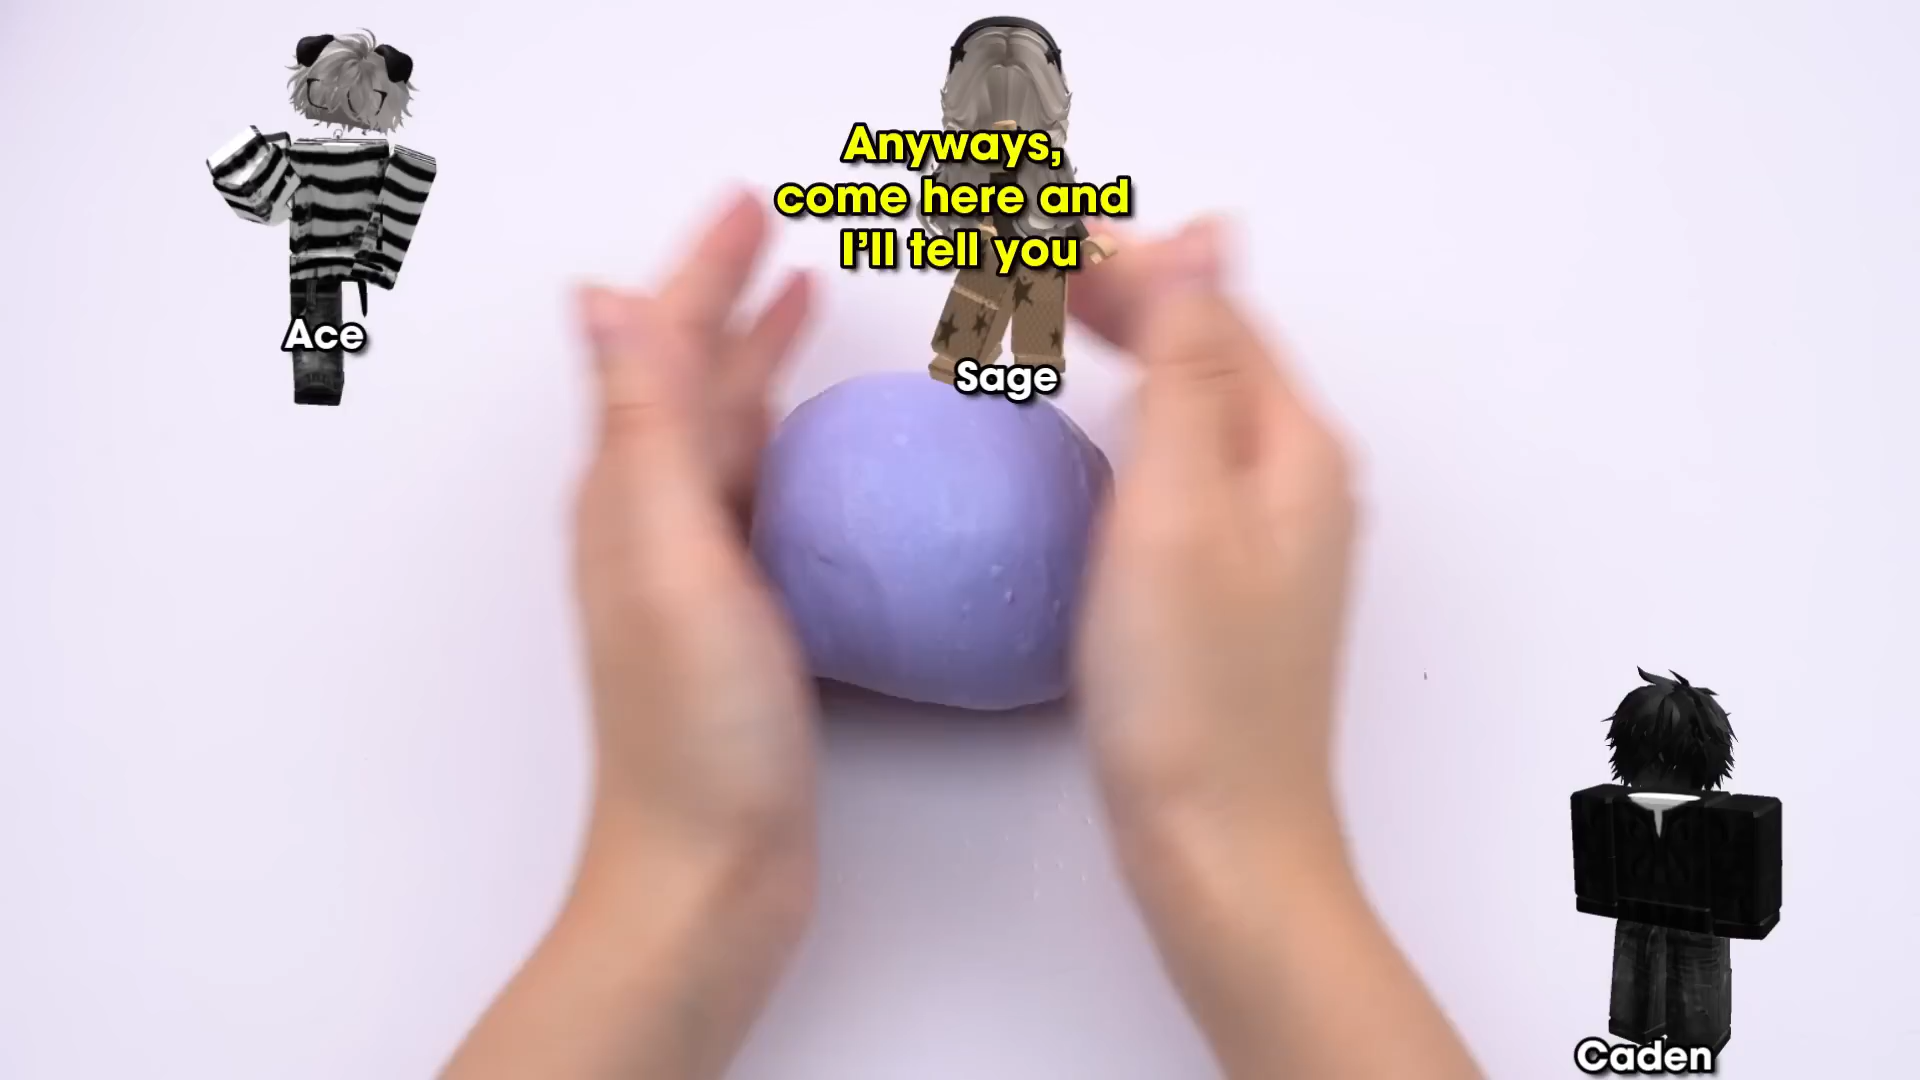 Anyways,
come here and
I'll tell you
Ace
Sage
Caden